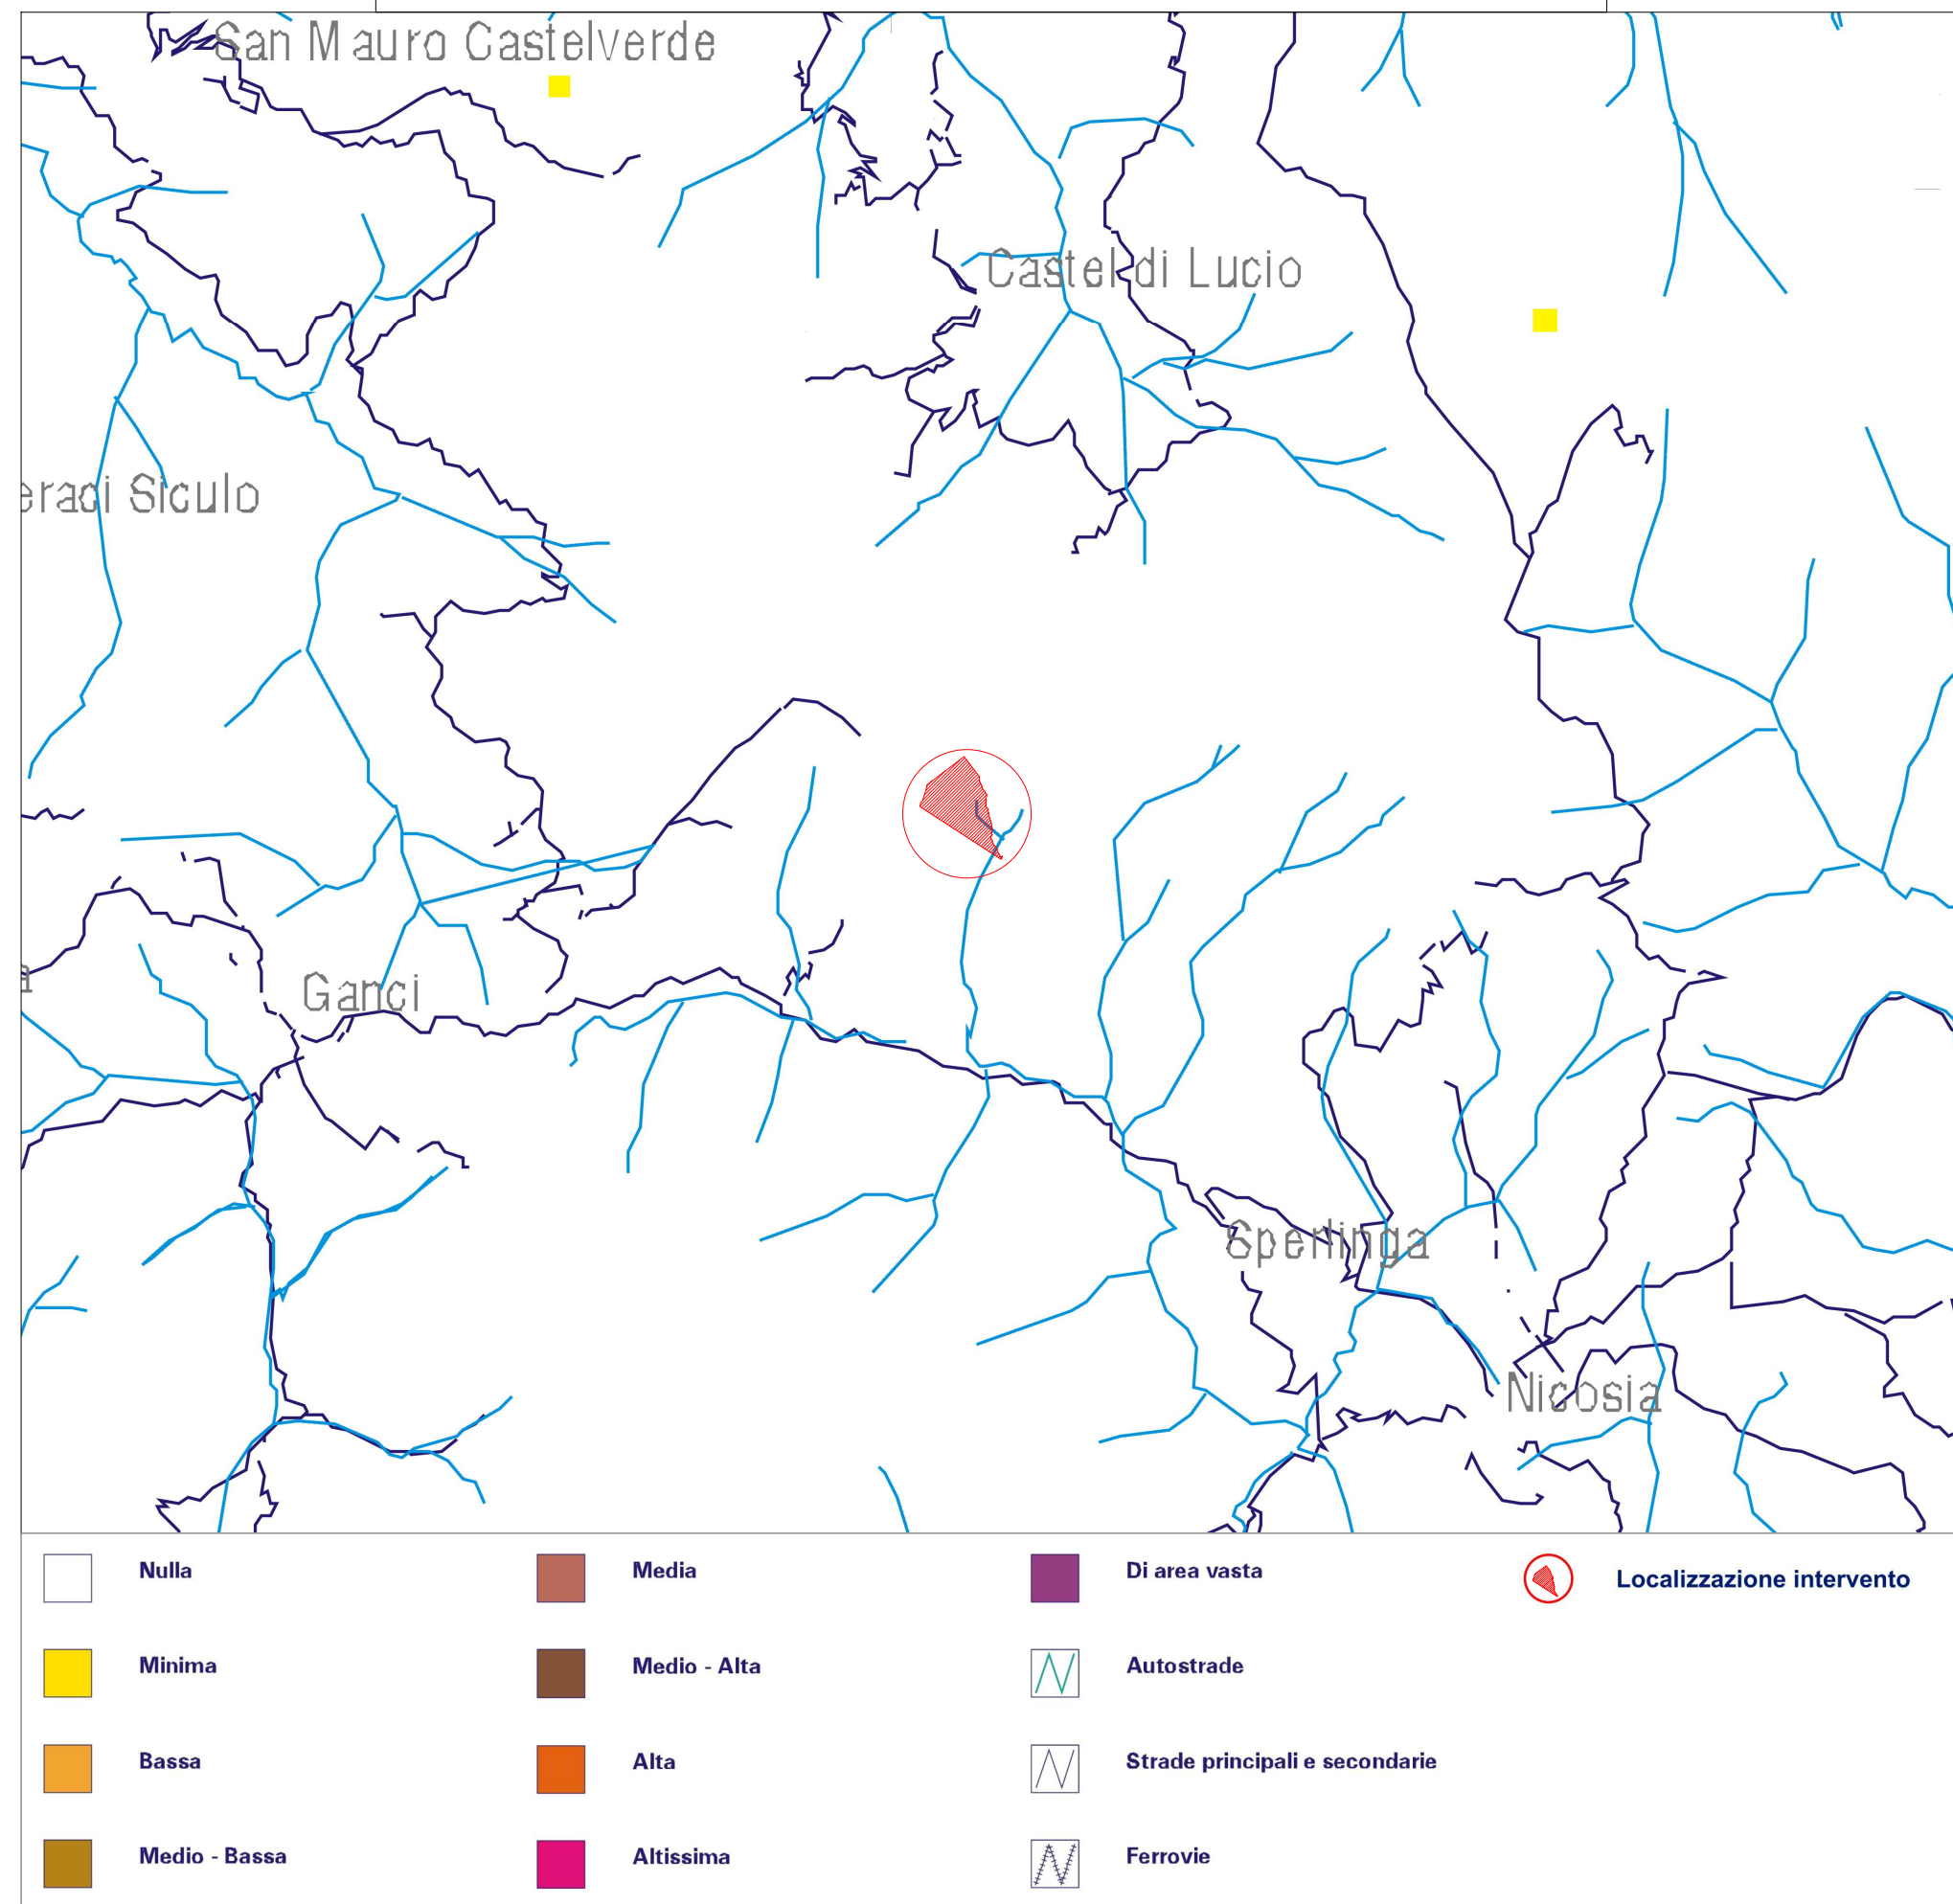 San Mauro Castelverde
Castel di Lucio
eraci Siculo
a
Ganci
Sperlinga
Nicosia
Nulla
Media
Di area vasta
Localizzazione intervento
Minima
Medio - Alta
Autostrade
Bassa
Alta
Strade principali e secondarie
Medio - Bassa
Altissima
Ferrovie